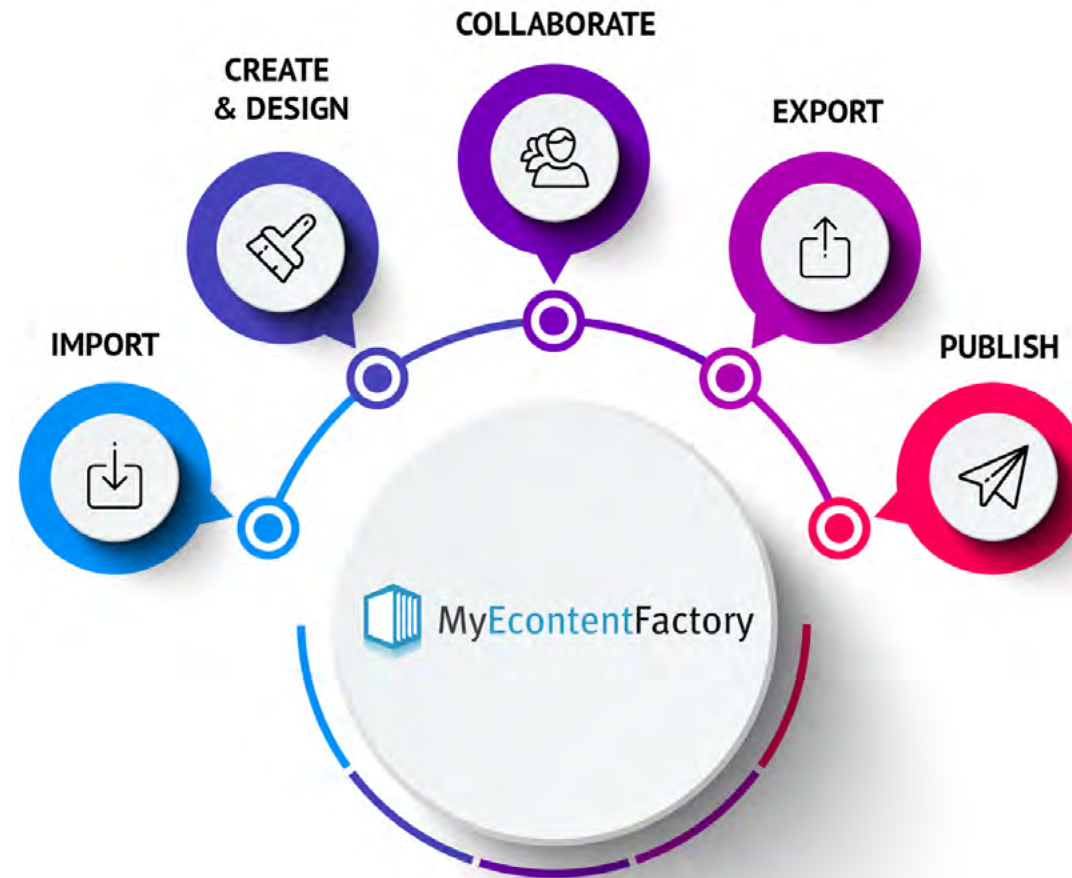 COLLABORATE
CREATE
& DESIGN
EXPORT
IMPORT
PUBLISH
MyEcontentFactory